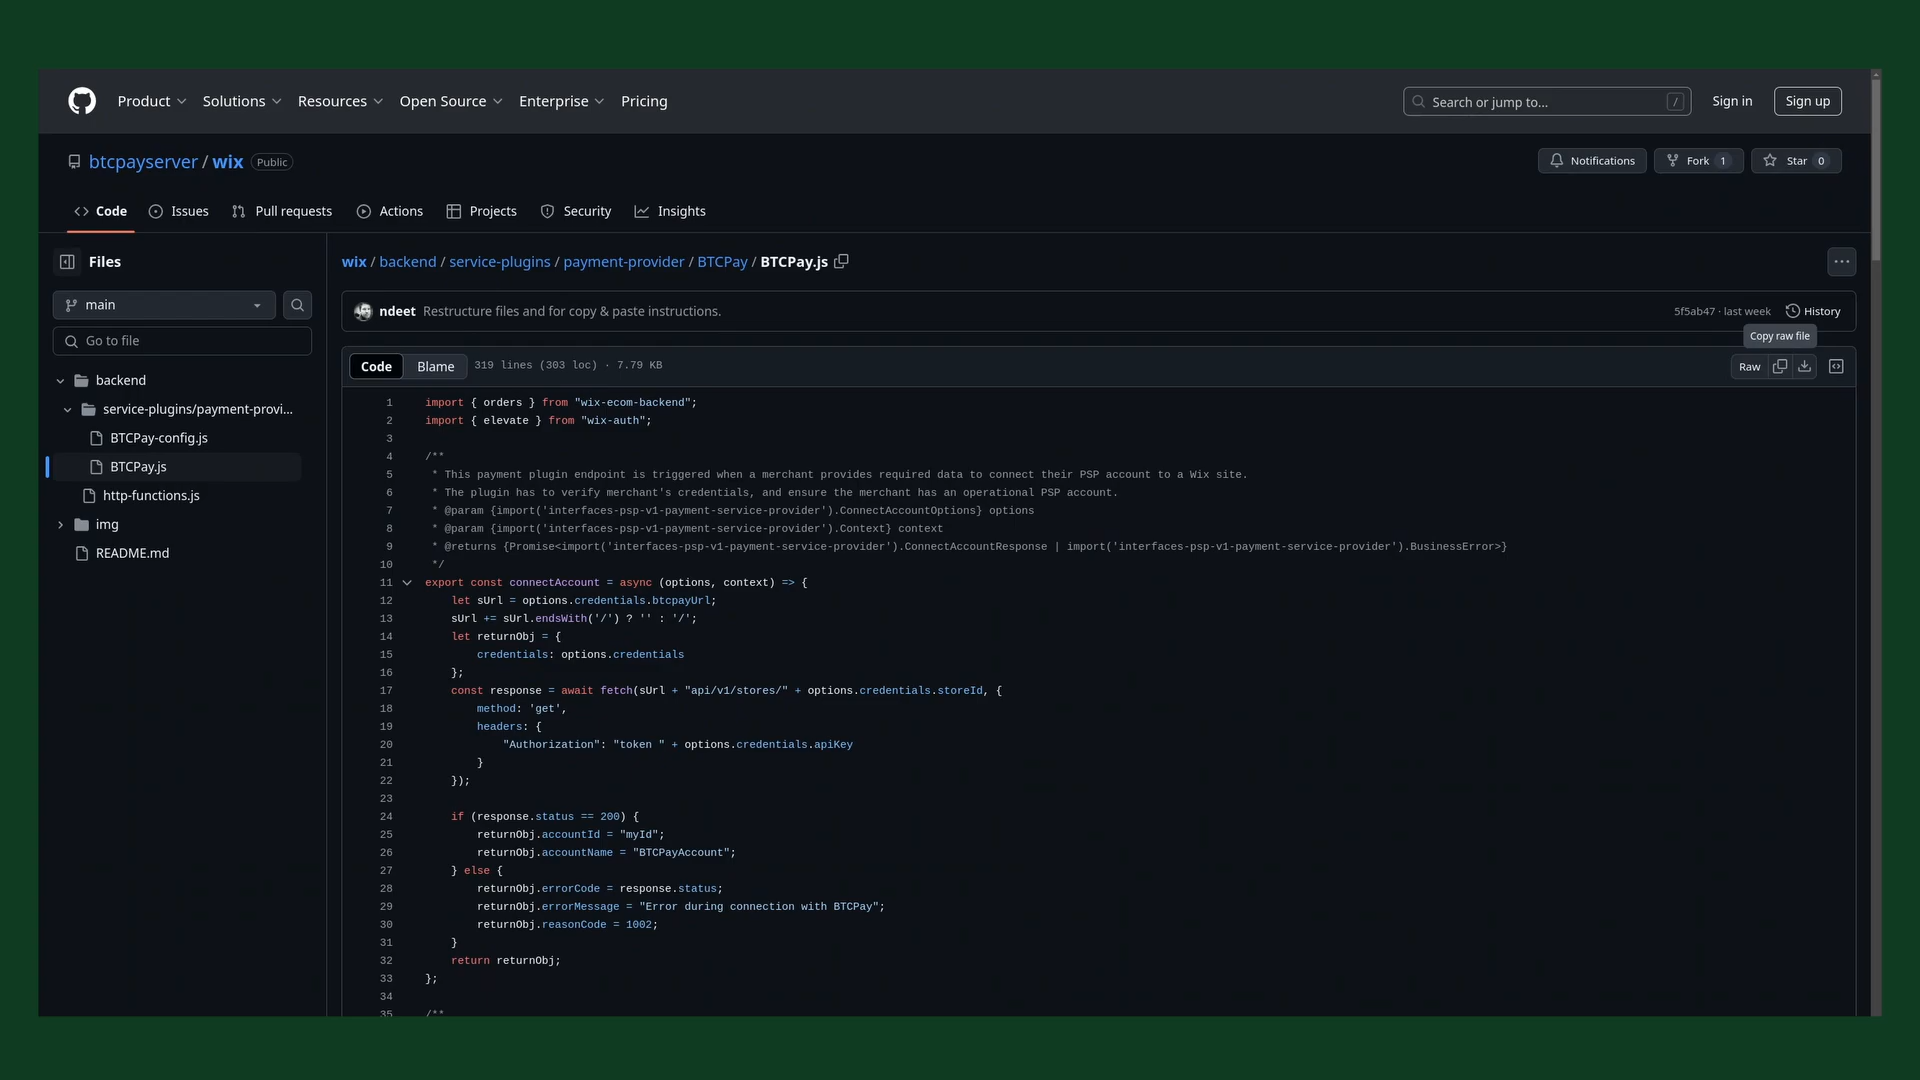 Product Solutions Resources Open Source Enterprise Pricing Search or jump to... / Sign in Sign up
btcpayserver / wix Public Notifications Fork 1 Star 0
Code Issues Pull requests Actions Projects Security Insights
Files
main
Go to file
backend
service-plugins/payment-provi...
BTCPay-config.js
BTCPay.js
http-functions.js
img
README.md
wix / backend / service-plugins / payment-provider / BTCPay / BTCPay.js
ndeet Restructure files and for copy & paste instructions. 5f5ab47 · last week History
Copy raw file
Code Blame 319 lines (303 loc) · 7.79 KB Raw
1 import { orders } from "wix-ecom-backend";
2 import { elevate } from "wix-auth";
3
4 /**
5 * This payment plugin endpoint is triggered when a merchant provides required data to connect their PSP account to a Wix site.
6 * The plugin has to verify merchant's credentials, and ensure the merchant has an operational PSP account.
7 * @param {import('interfaces-psp-v1-payment-service-provider').ConnectAccountOptions} options
8 * @param {import('interfaces-psp-v1-payment-service-provider').Context} context
9 * @returns {Promise<import('interfaces-psp-v1-payment-service-provider').ConnectAccountResponse | import('interfaces-psp-v1-payment-service-provider').BusinessError>}
10 */
11 export const connectAccount = async (options, context) => {
12 let sUrl = options.credentials.btcpayUrl;
13 sUrl += sUrl.endsWith('/') ? '' : '/';
14 let returnObj = {
15 credentials: options.credentials
16 };
17 const response = await fetch(sUrl + "api/v1/stores/" + options.credentials.storeId, {
18 method: 'get',
19 headers: {
20 "Authorization": "token " + options.credentials.apiKey
21 }
22 });
23
24 if (response.status == 200) {
25 returnObj.accountId = "myId";
26 returnObj.accountName = "BTCPayAccount";
27 } else {
28 returnObj.errorCode = response.status;
29 returnObj.errorMessage = "Error during connection with BTCPay";
30 returnObj.reasonCode = 1002;
31 }
32 return returnObj;
33 };
34
35 /**